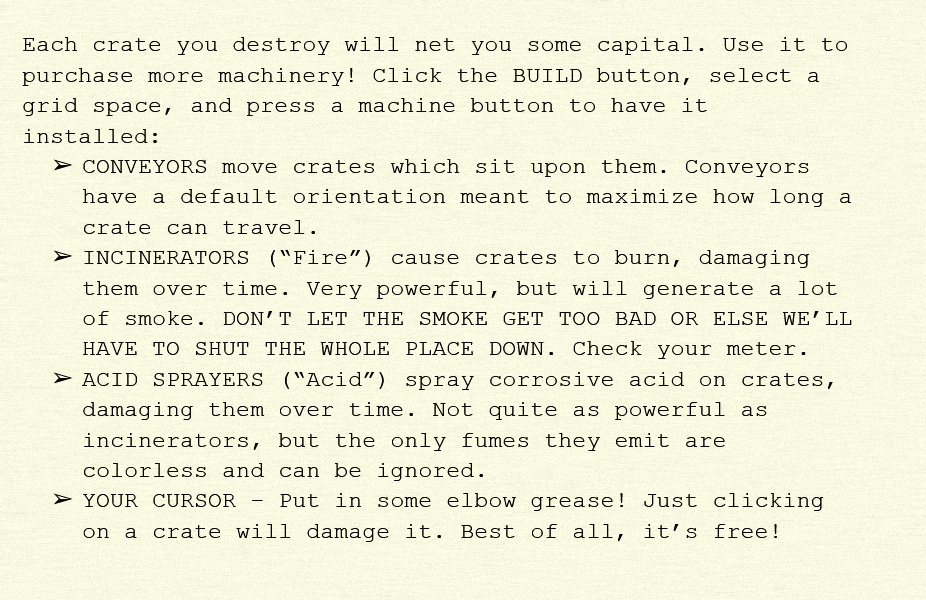 Each crate you destroy will net you some capital. Use it to
purchase more machinery! Click the BUILD button, select a
grid space, and press a machine button to have it
installed:
➢ CONVEYORS move crates which sit upon them. Conveyors
have a default orientation meant to maximize how long a
crate can travel.
➢ INCINERATORS (“Fire”) cause crates to burn, damaging
them over time. Very powerful, but will generate a lot
of smoke. DON’T LET THE SMOKE GET TOO BAD OR ELSE WE’LL
HAVE TO SHUT THE WHOLE PLACE DOWN. Check your meter.
➢ ACID SPRAYERS (“Acid”) spray corrosive acid on crates,
damaging them over time. Not quite as powerful as
incinerators, but the only fumes they emit are
colorless and can be ignored.
➢ YOUR CURSOR – Put in some elbow grease! Just clicking
on a crate will damage it. Best of all, it’s free!